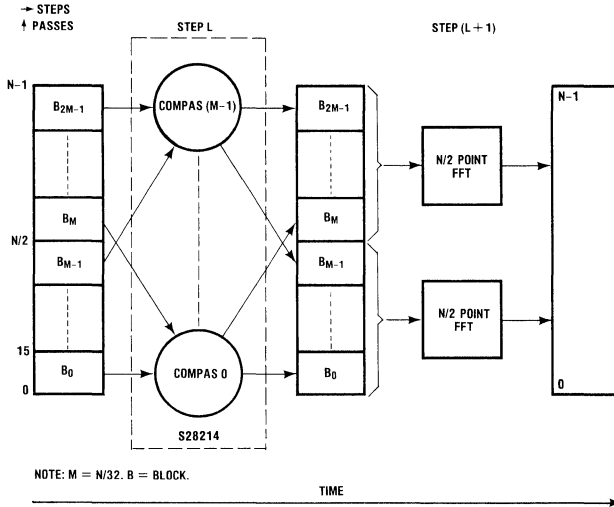 → STEPS
↑ PASSES
STEP L
STEP (L + 1)
N-1
B2M-1
COMPAS (M-1)
B2M-1
N-1
N/2 POINT
FFT
BM
BM
N/2
BM-1
BM-1
N/2 POINT
FFT
15
B0
COMPAS 0
B0
0
0
S28214
NOTE: M = N/32. B = BLOCK.
TIME